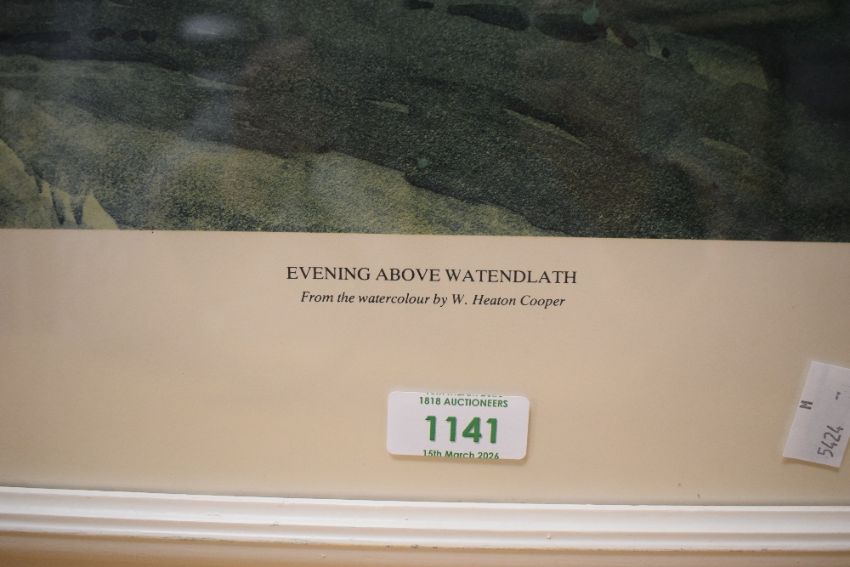 EVENING ABOVE WATENDLATH
From the watercolour by W. Heaton Cooper
1818 AUCTIONEERS
1141
15th March 2026
M
5424